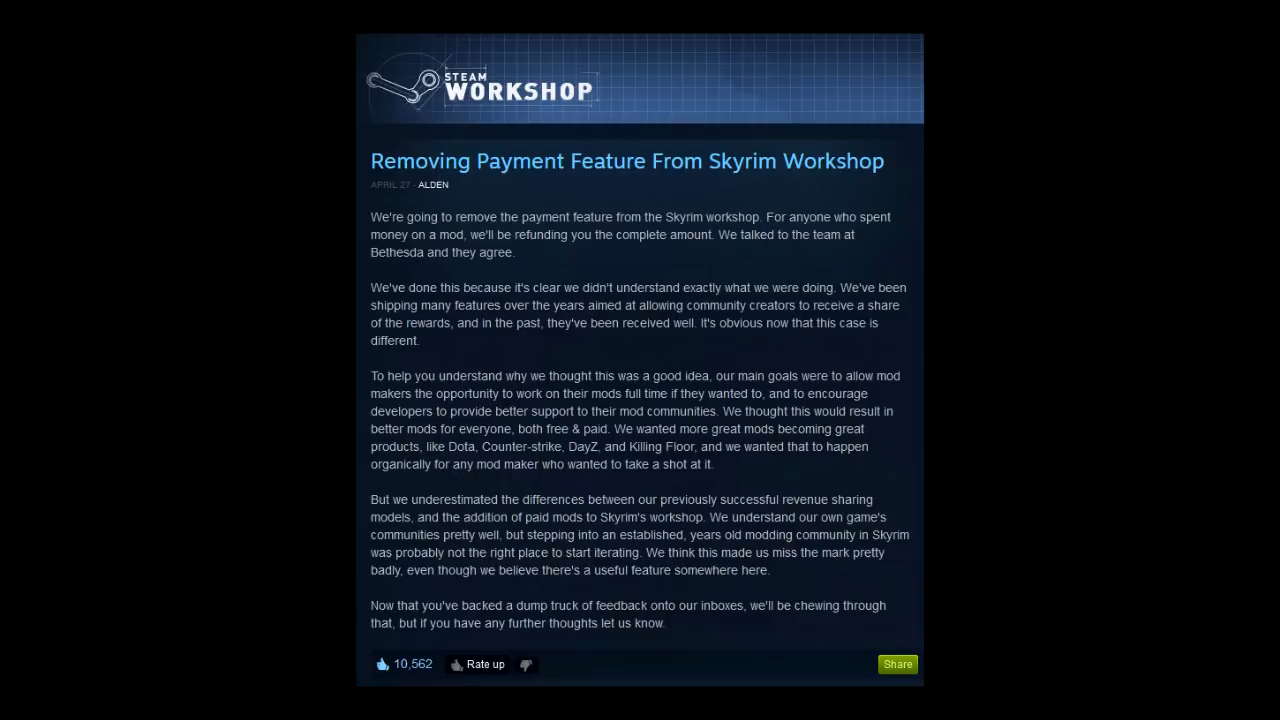 STEAM
WORKSHOP
Removing Payment Feature From Skyrim Workshop
APRIL 27 - ALDEN
We're going to remove the payment feature from the Skyrim workshop. For anyone who spent
money on a mod, we'll be refunding you the complete amount. We talked to the team at
Bethesda and they agree.
We've done this because it's clear we didn't understand exactly what we were doing. We've been
shipping many features over the years aimed at allowing community creators to receive a share
of the rewards, and in the past, they've been received well. It's obvious now that this case is
different.
To help you understand why we thought this was a good idea, our main goals were to allow mod
makers the opportunity to work on their mods full time if they wanted to, and to encourage
developers to provide better support to their mod communities. We thought this would result in
better mods for everyone, both free & paid. We wanted more great mods becoming great
products, like Dota, Counter-strike, DayZ, and Killing Floor, and we wanted that to happen
organically for any mod maker who wanted to take a shot at it.
But we underestimated the differences between our previously successful revenue sharing
models, and the addition of paid mods to Skyrim's workshop. We understand our own game's
communities pretty well, but stepping into an established, years old modding community in Skyrim
was probably not the right place to start iterating. We think this made us miss the mark pretty
badly, even though we believe there's a useful feature somewhere here.
Now that you've backed a dump truck of feedback onto our inboxes, we'll be chewing through
that, but if you have any further thoughts let us know.
10,562 Rate up Share